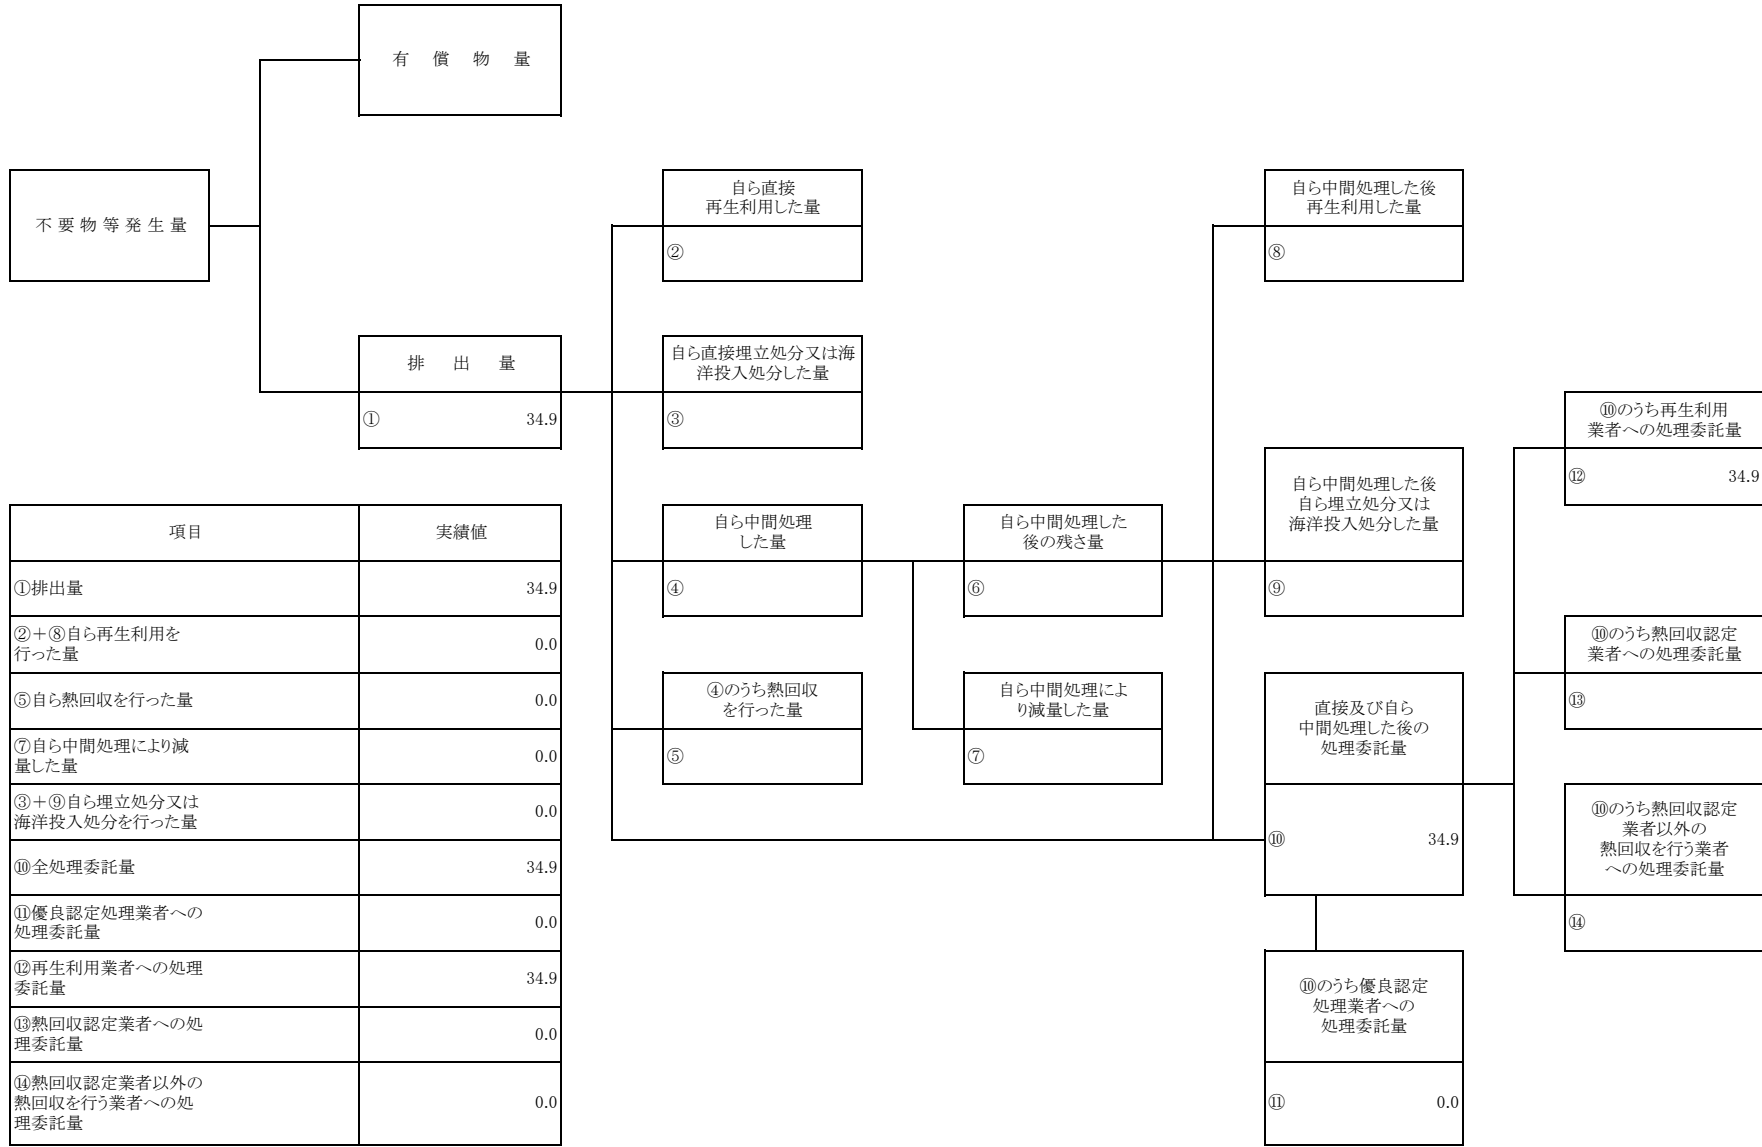 有償物量
不要物等発生量
自ら直接
再生利用した量
②
自ら中間処理した後
再生利用した量
⑧
排出量
① 34.9
自ら直接埋立処分又は海
洋投入処分した量
③
⑩のうち再生利用
業者への処理委託量
⑫ 34.9
自ら中間処理
した量
④
自ら中間処理した
後の残さ量
⑥
自ら中間処理した後
自ら埋立処分又は
海洋投入処分した量
⑨
⑩のうち熱回収認定
業者への処理委託量
⑬
④のうち熱回収
を行った量
⑤
自ら中間処理によ
り減量した量
⑦
直接及び自ら
中間処理した後の
処理委託量
⑩ 34.9
⑩のうち熱回収認定
業者以外の
熱回収を行う業者
への処理委託量
⑭
⑩のうち優良認定
処理業者への
処理委託量
⑪ 0.0
項目 実績値
①排出量 34.9
②＋⑧自ら再生利用を
行った量 0.0
⑤自ら熱回収を行った量 0.0
⑦自ら中間処理により減
量した量 0.0
③＋⑨自ら埋立処分又は
海洋投入処分を行った量 0.0
⑩全処理委託量 34.9
⑪優良認定処理業者への
処理委託量 0.0
⑫再生利用業者への処理
委託量 34.9
⑬熱回収認定業者への処
理委託量 0.0
⑭熱回収認定業者以外の
熱回収を行う業者への処
理委託量 0.0